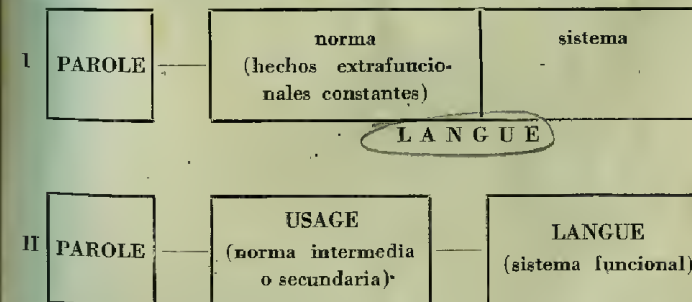 I PAROLE norma sistema
(hechos extrafuncio-
nales constantes)
LANGUE
II PAROLE USAGE LANGUE
(norma intermedia (sistema funcional)
o secundaria)